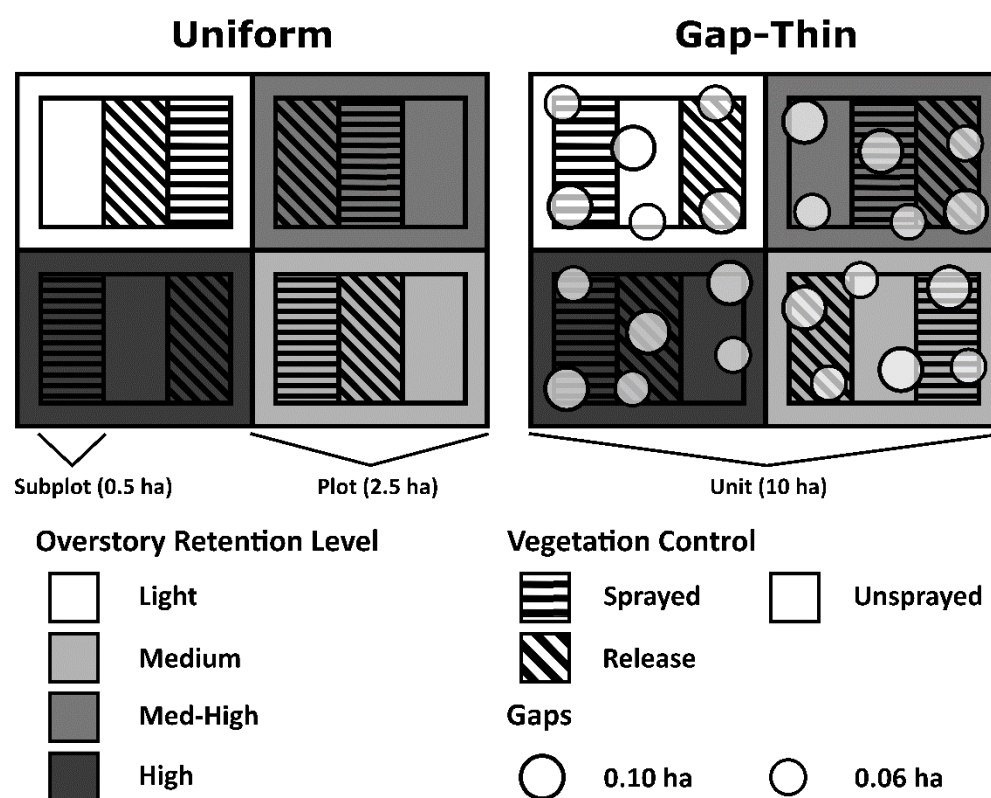 Uniform
Gap-Thin
Subplot (0.5 ha)
Plot (2.5 ha)
Unit (10 ha)
Overstory Retention Level
Light
Medium
Med-High
High
Vegetation Control
Sprayed
Unsprayed
Release
Gaps
0.10 ha
0.06 ha